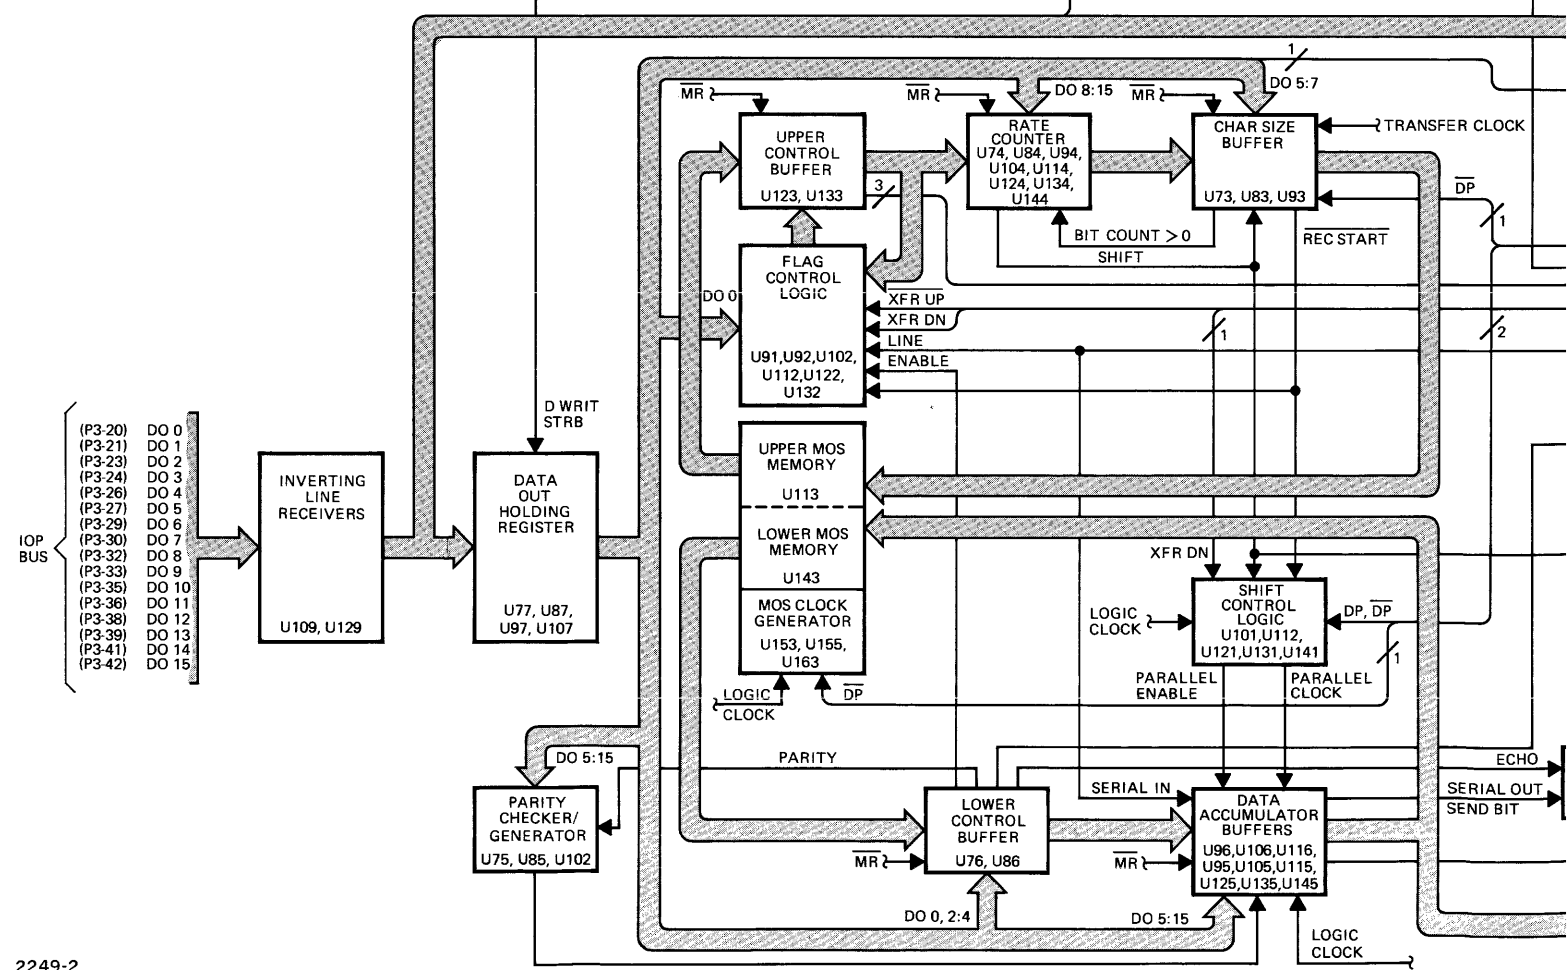 1
MR
MR
DO 8:15
MR
DO 5:7
UPPER
CONTROL
BUFFER
U123, U133
RATE
COUNTER
U74, U84, U94,
U104, U114,
U124, U134,
U144
CHAR SIZE
BUFFER
U73, U83, U93
TRANSFER CLOCK
3
DP
1
BIT COUNT > 0
SHIFT
REC START
FLAG
CONTROL
LOGIC
U91,U92,U102,
U112,U122,
U132
DO 0
XFR UP
XFR DN
LINE
ENABLE
1
2
D WRIT
STRB
IOP
BUS
(P3-20) DO 0
(P3-21) DO 1
(P3-23) DO 2
(P3-24) DO 3
(P3-26) DO 4
(P3-27) DO 5
(P3-29) DO 6
(P3-30) DO 7
(P3-32) DO 8
(P3-33) DO 9
(P3-35) DO 10
(P3-36) DO 11
(P3-38) DO 12
(P3-39) DO 13
(P3-41) DO 14
(P3-42) DO 15
INVERTING
LINE
RECEIVERS
U109, U129
DATA
OUT
HOLDING
REGISTER
U77, U87,
U97, U107
UPPER MOS
MEMORY
U113
LOWER MOS
MEMORY
U143
MOS CLOCK
GENERATOR
U153, U155,
U163
LOGIC
CLOCK
DP
XFR DN
LOGIC
CLOCK
SHIFT
CONTROL
LOGIC
U101,U112,
U121,U131,U141
DP, DP
1
PARALLEL
ENABLE
PARALLEL
CLOCK
DO 5:15
PARITY
PARITY
CHECKER/
GENERATOR
U75, U85, U102
LOWER
CONTROL
BUFFER
U76, U86
MR
SERIAL IN
MR
DATA
ACCUMULATOR
BUFFERS
U96,U106,U116,
U95,U105,U115,
U125,U135,U145
ECHO
SERIAL OUT
SEND BIT
DO 0, 2:4
DO 5:15
LOGIC
CLOCK
2249-2